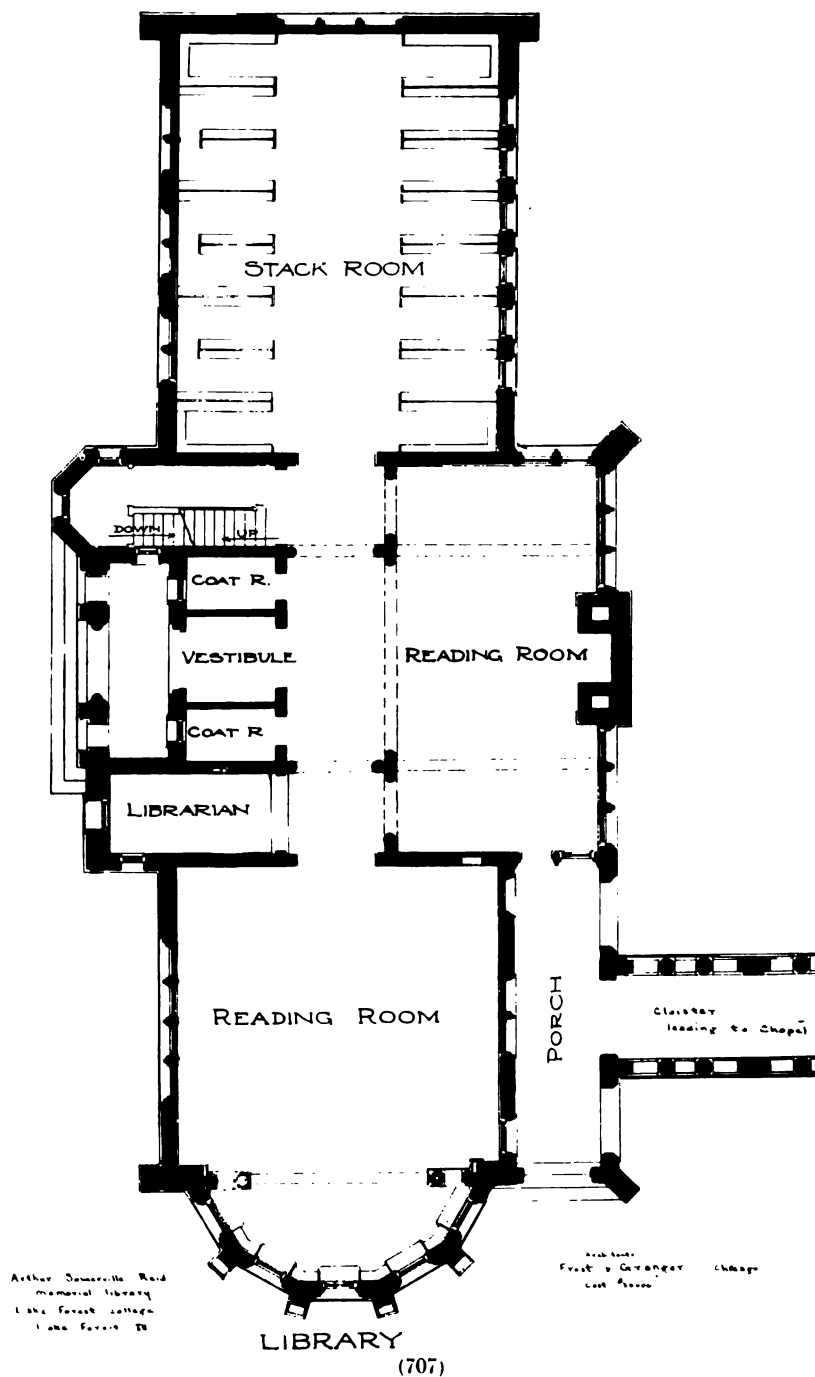 STACK ROOM
DOWN
UP
COAT R.
VESTIBULE
READING ROOM
COAT R
LIBRARIAN
READING ROOM
PORCH
Cloister
leading to Chapel
Arthur Somerville Reid
memorial library
Lake Forest college
Lake Forest Ill
Architects
Frost & Granger Chicago
Cost
LIBRARY
(707)